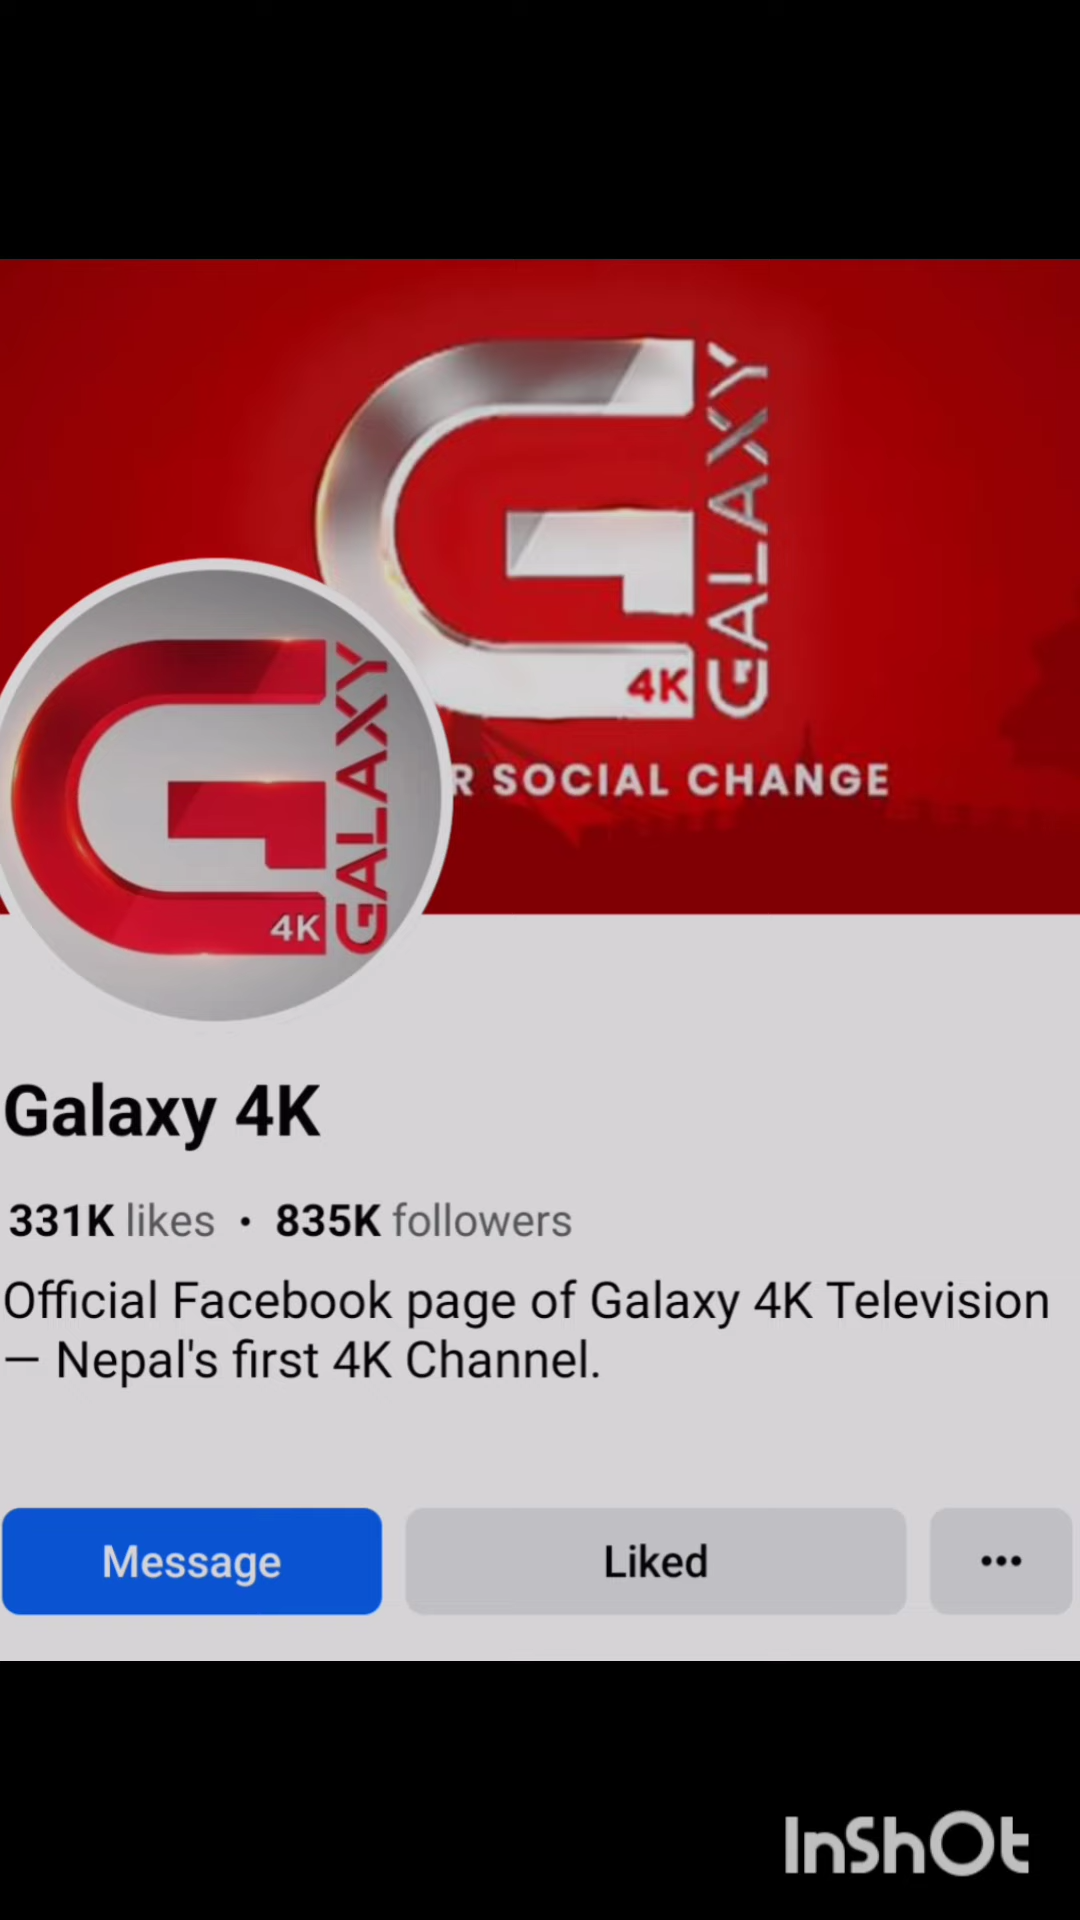 GALAXY
4K
R SOCIAL CHANGE
GALAXY
4K
Galaxy 4K
331K likes • 835K followers
Official Facebook page of Galaxy 4K Television
— Nepal's first 4K Channel.
Message
Liked
InShOt